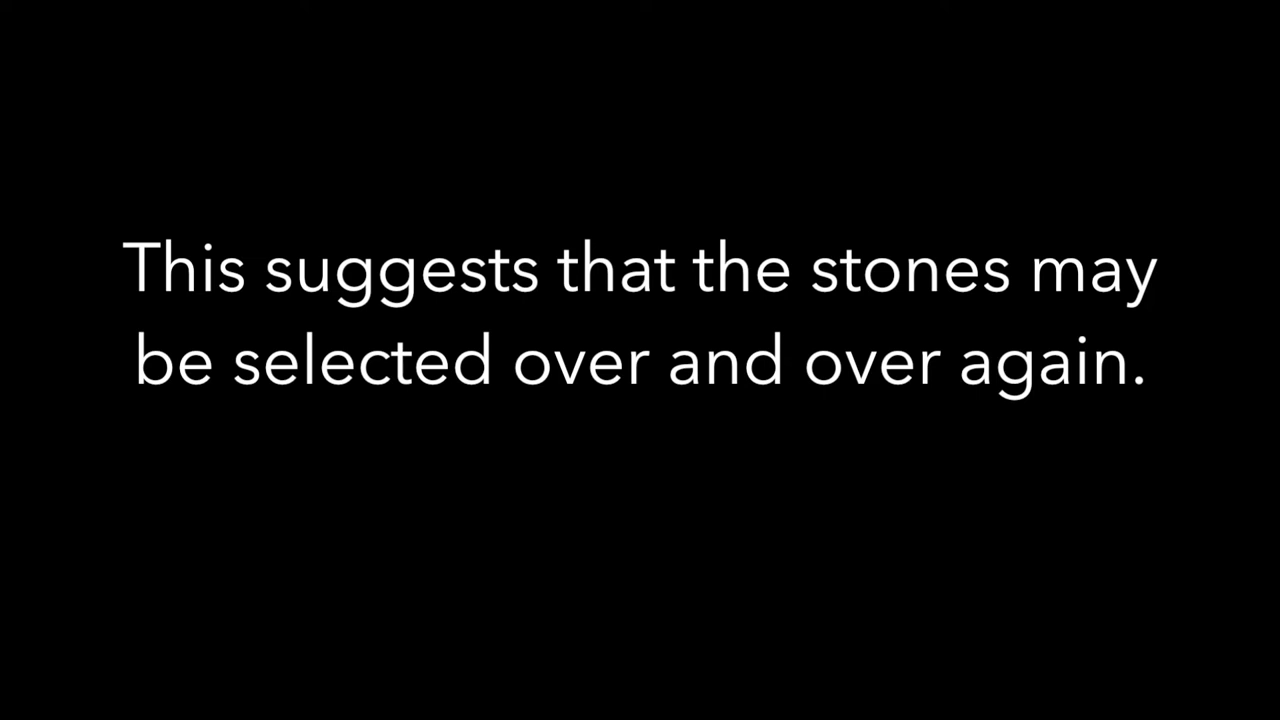 This suggests that the stones may
be selected over and over again.